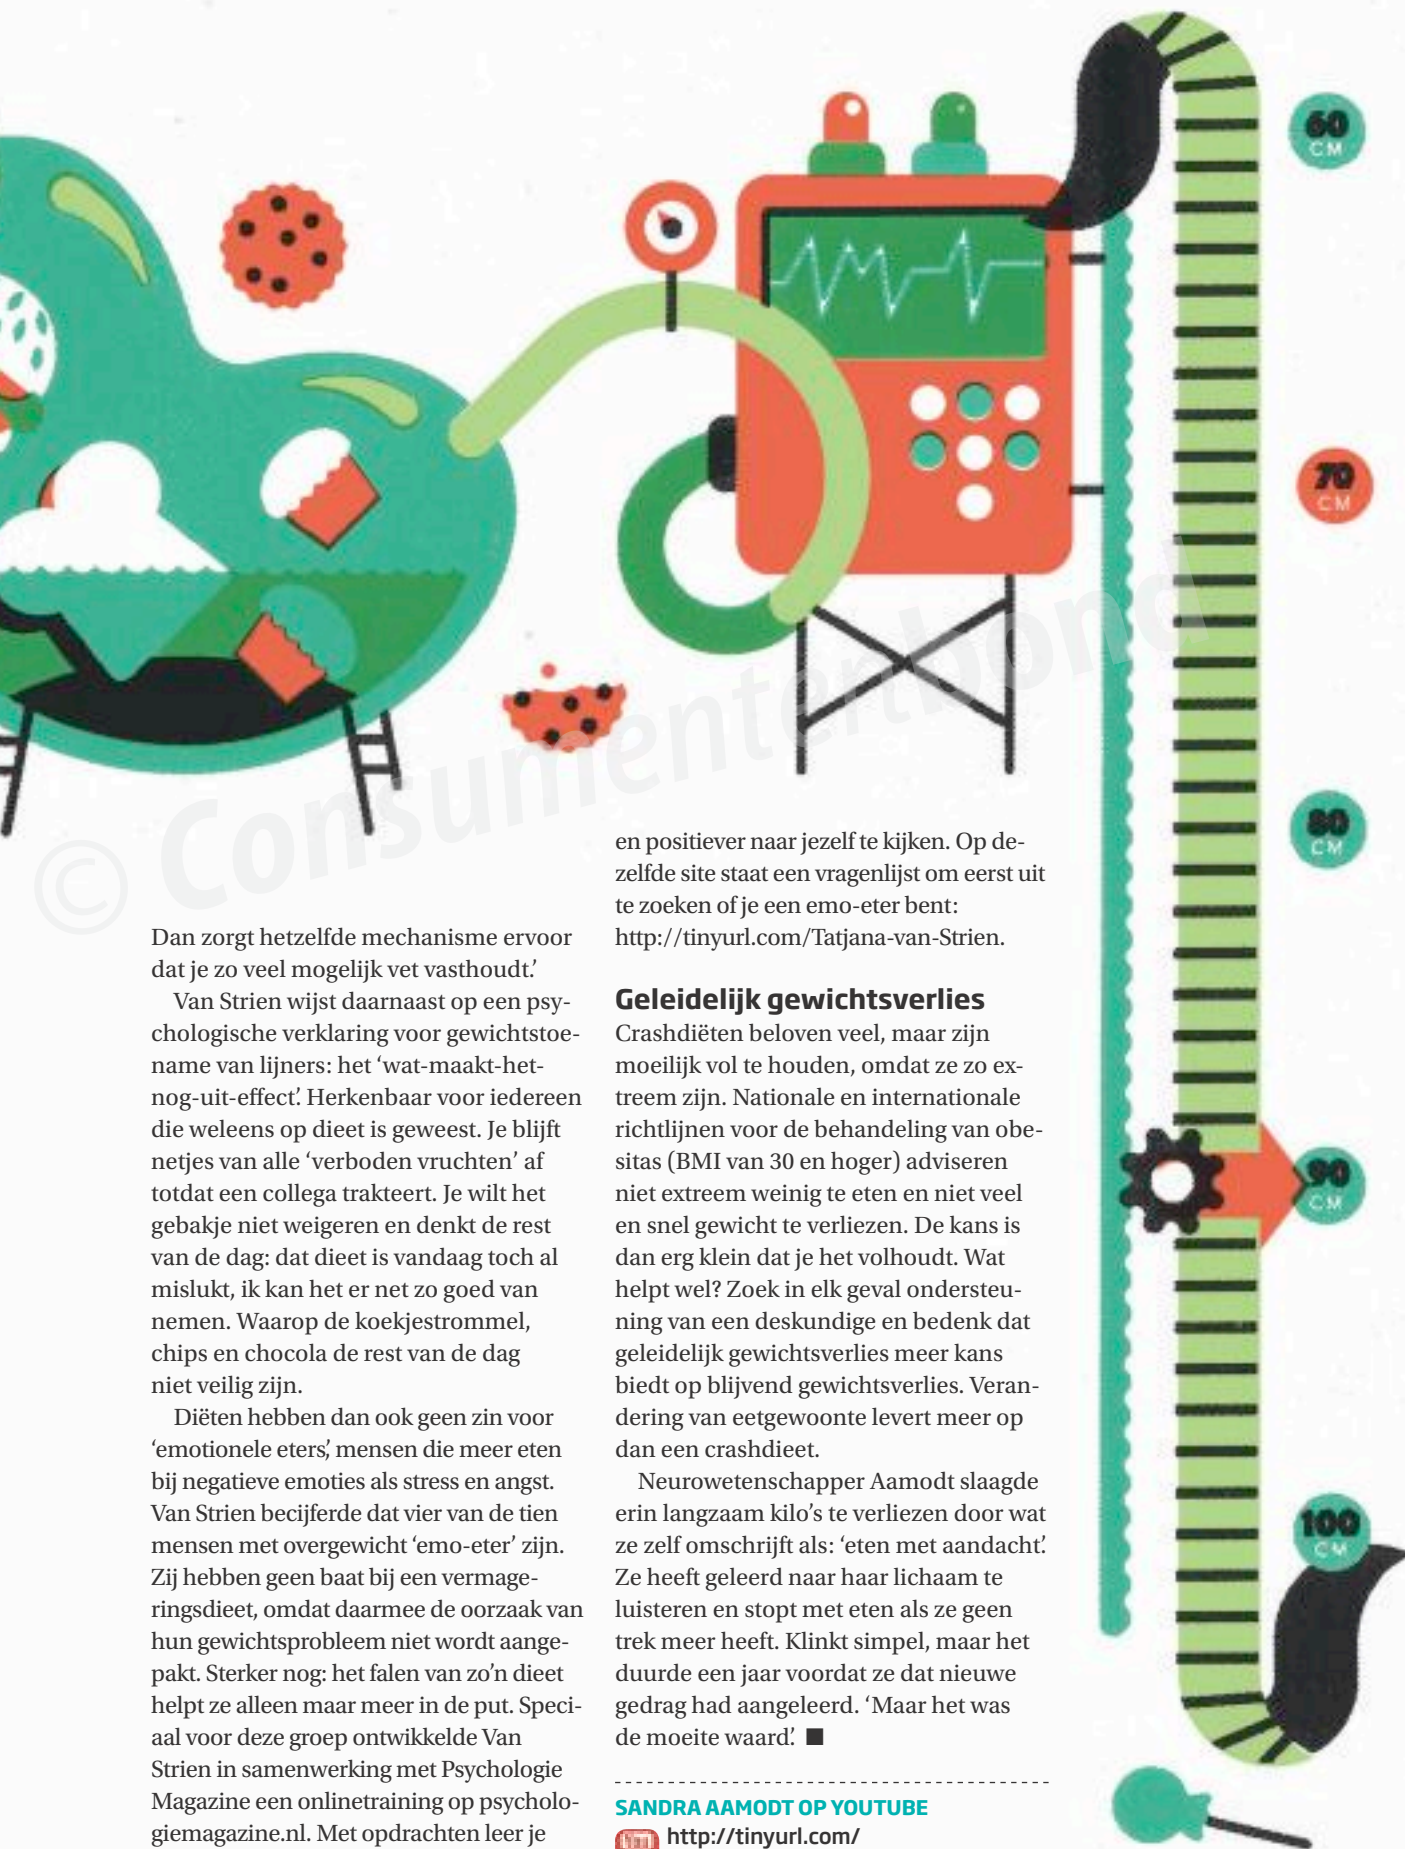 60
CM
70
CM
80
CM
90
CM
100
CM
© Consumentenbond
Dan zorgt hetzelfde mechanisme ervoor
dat je zo veel mogelijk vet vasthoudt.’
Van Strien wijst daarnaast op een psy-
chologische verklaring voor gewichtstoe-
name van lijners: het ‘wat-maakt-het-
nog-uit-effect’. Herkenbaar voor iedereen
die weleens op dieet is geweest. Je blijft
netjes van alle ‘verboden vruchten’ af
totdat een collega trakteert. Je wilt het
gebakje niet weigeren en denkt de rest
van de dag: dat dieet is vandaag toch al
mislukt, ik kan het er net zo goed van
nemen. Waarop de koekjestrommel,
chips en chocola de rest van de dag
niet veilig zijn.
Diëten hebben dan ook geen zin voor
‘emotionele eters’, mensen die meer eten
bij negatieve emoties als stress en angst.
Van Strien becijferde dat vier van de tien
mensen met overgewicht ‘emo-eter’ zijn.
Zij hebben geen baat bij een vermage-
ringsdieet, omdat daarmee de oorzaak van
hun gewichtsprobleem niet wordt aange-
pakt. Sterker nog: het falen van zo’n dieet
helpt ze alleen maar meer in de put. Speci-
aal voor deze groep ontwikkelde Van
Strien in samenwerking met Psychologie
Magazine een onlinetraining op psycholo-
giemagazine.nl. Met opdrachten leer je
en positiever naar jezelf te kijken. Op de-
zelfde site staat een vragenlijst om eerst uit
te zoeken of je een emo-eter bent:
http://tinyurl.com/Tatjana-van-Strien.
Geleidelijk gewichtsverlies
Crashdiëten beloven veel, maar zijn
moeilijk vol te houden, omdat ze zo ex-
treem zijn. Nationale en internationale
richtlijnen voor de behandeling van obe-
sitas (BMI van 30 en hoger) adviseren
niet extreem weinig te eten en niet veel
en snel gewicht te verliezen. De kans is
dan erg klein dat je het volhoudt. Wat
helpt wel? Zoek in elk geval ondersteu-
ning van een deskundige en bedenk dat
geleidelijk gewichtsverlies meer kans
biedt op blijvend gewichtsverlies. Veran-
dering van eetgewoonte levert meer op
dan een crashdieet.
Neurowetenschapper Aamodt slaagde
erin langzaam kilo’s te verliezen door wat
ze zelf omschrijft als: ‘eten met aandacht’.
Ze heeft geleerd naar haar lichaam te
luisteren en stopt met eten als ze geen
trek meer heeft. Klinkt simpel, maar het
duurde een jaar voordat ze dat nieuwe
gedrag had aangeleerd. ‘Maar het was
de moeite waard’. ■
SANDRA AAMODT OP YOUTUBE
http://tinyurl.com/